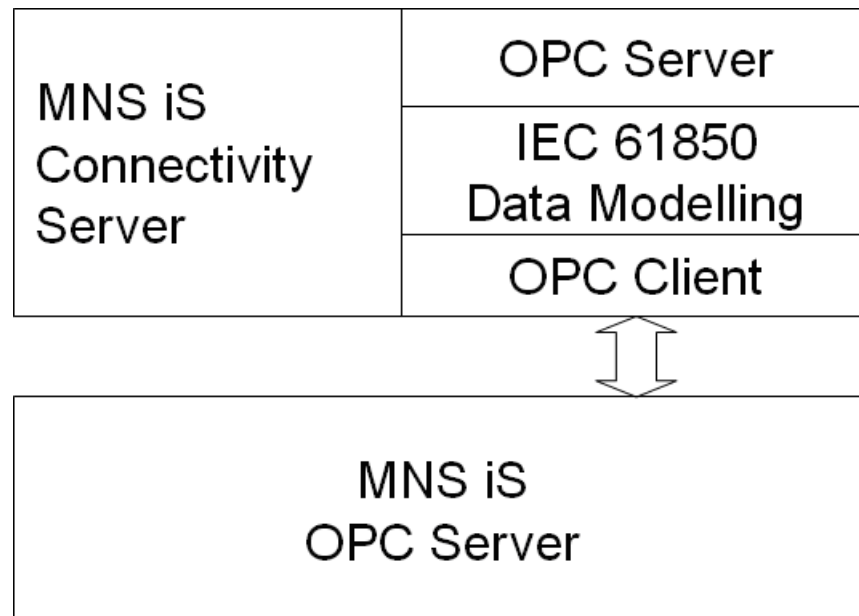 MNS iS
Connectivity
Server
OPC Server
IEC 61850
Data Modelling
OPC Client
MNS iS
OPC Server